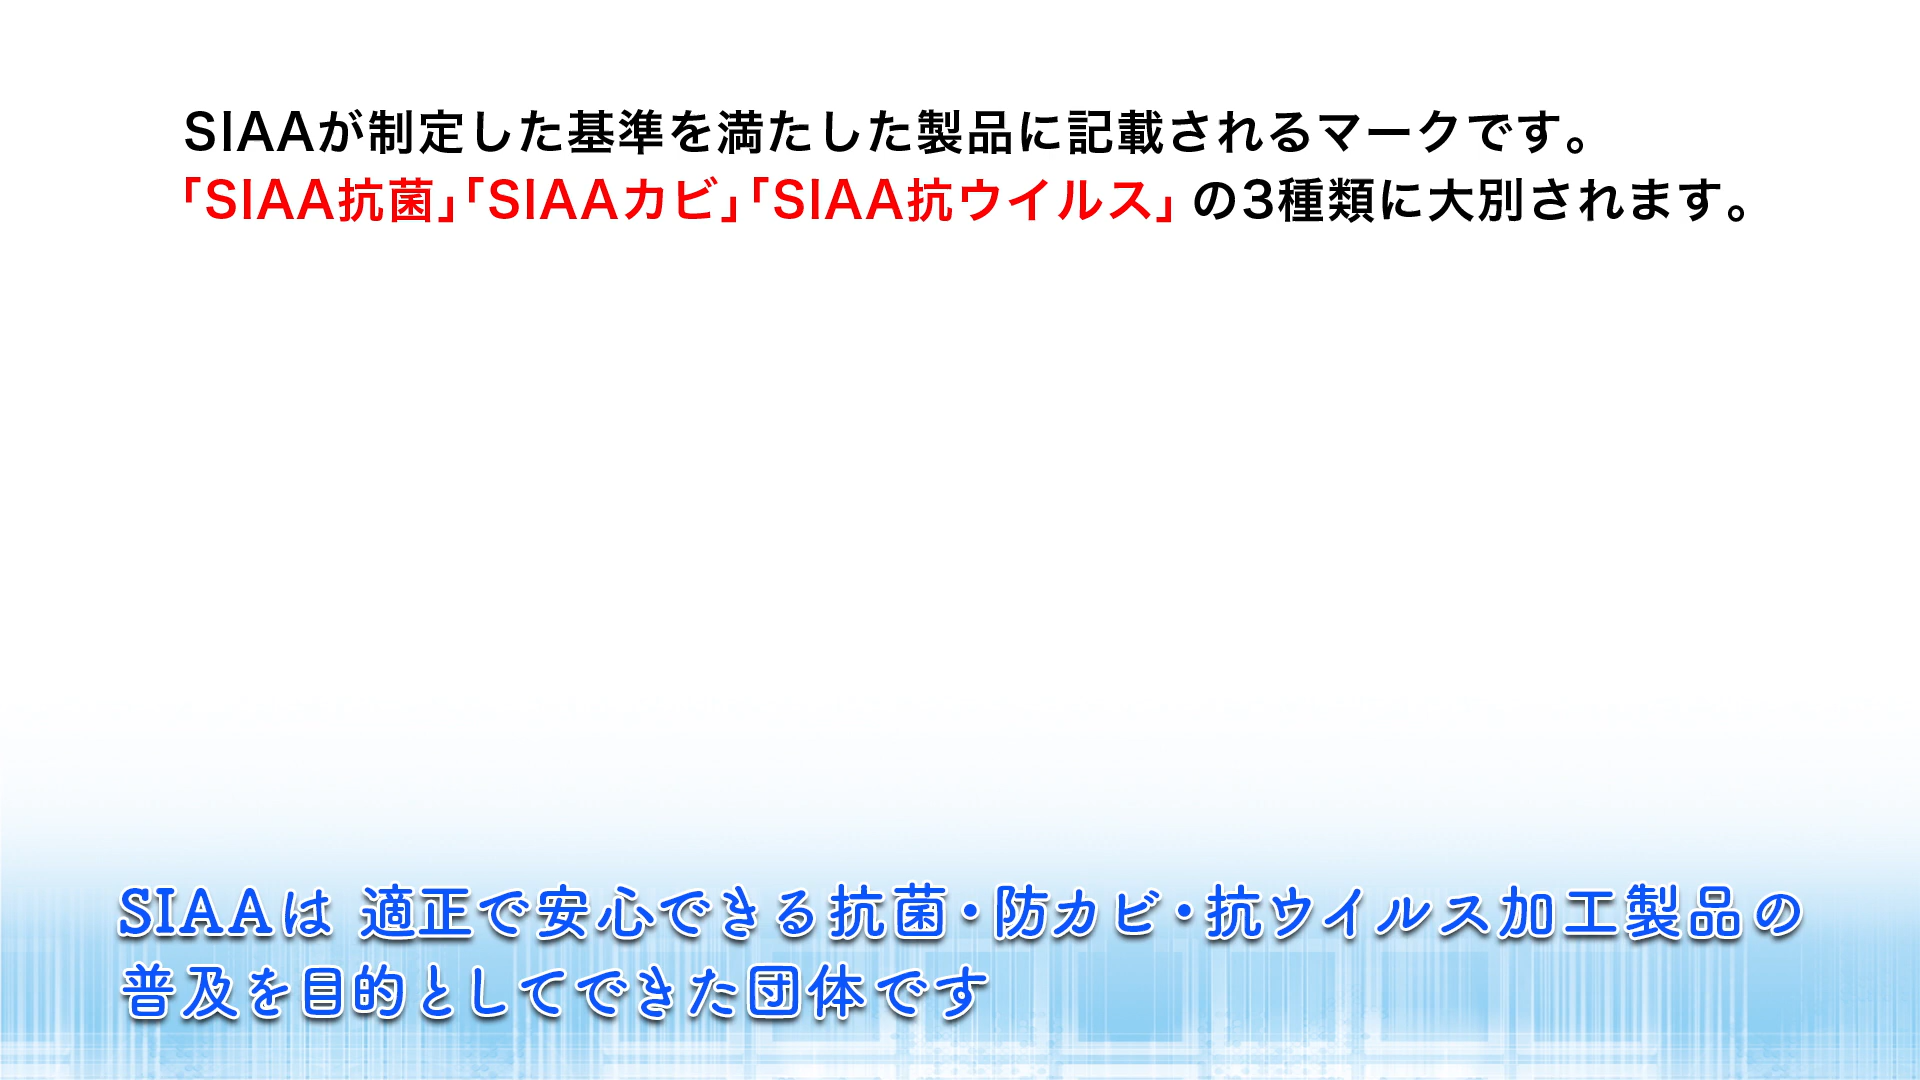 SIAAが制定した基準を満たした製品に記載されるマークです。
「SIAA抗菌」「SIAAカビ」「SIAA抗ウイルス」 の3種類に大別されます。
SIAAは 適正で安心できる抗菌・防カビ・抗ウイルス加工製品の
普及を目的としてできた団体です